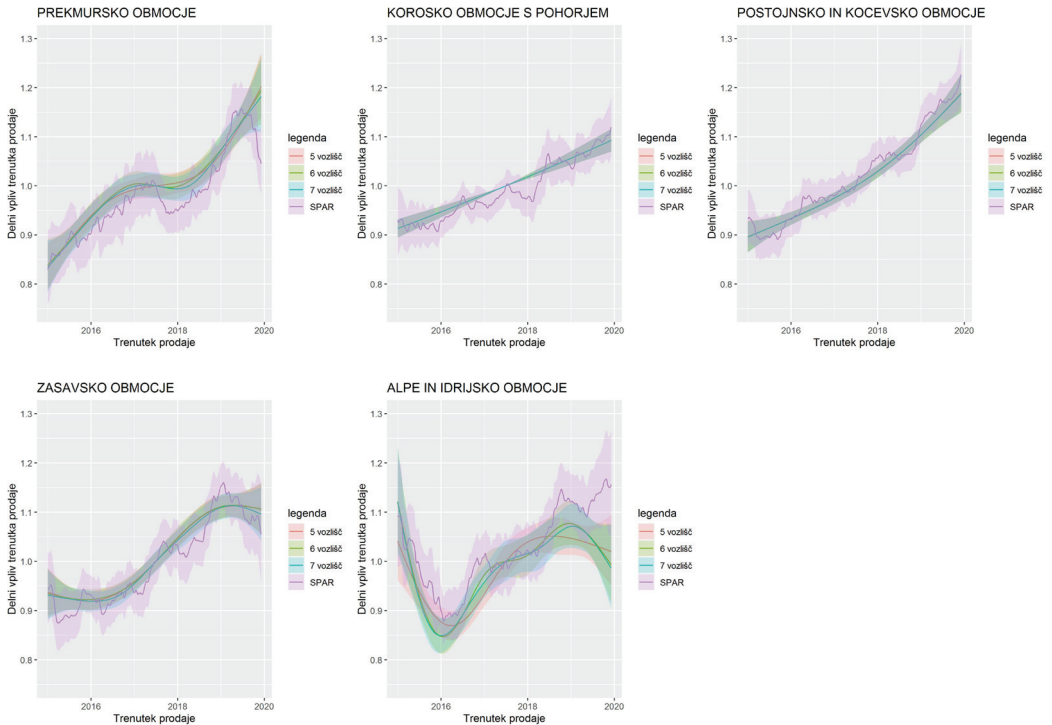 PREKMURSKO OBMOCJE
Delni vpliv trenutka prodaje
1.3
1.2
1.1
1.0
0.9
0.8
2016
2018
2020
Trenutek prodaje
legenda
5 vozlišč
6 vozlišč
7 vozlišč
SPAR
KOROSKO OBMOCJE S POHORJEM
Delni vpliv trenutka prodaje
1.3
1.2
1.1
1.0
0.9
0.8
2016
2018
2020
Trenutek prodaje
legenda
5 vozlišč
6 vozlišč
7 vozlišč
SPAR
POSTOJNSKO IN KOCEVSKO OBMOCJE
Delni vpliv trenutka prodaje
1.3
1.2
1.1
1.0
0.9
0.8
2016
2018
2020
Trenutek prodaje
legenda
5 vozlišč
6 vozlišč
7 vozlišč
SPAR
ZASAVSKO OBMOCJE
Delni vpliv trenutka prodaje
1.3
1.2
1.1
1.0
0.9
0.8
2016
2018
2020
Trenutek prodaje
legenda
5 vozlišč
6 vozlišč
7 vozlišč
SPAR
ALPE IN IDRIJSKO OBMOCJE
Delni vpliv trenutka prodaje
1.3
1.2
1.1
1.0
0.9
0.8
2016
2018
2020
Trenutek prodaje
legenda
5 vozlišč
6 vozlišč
7 vozlišč
SPAR